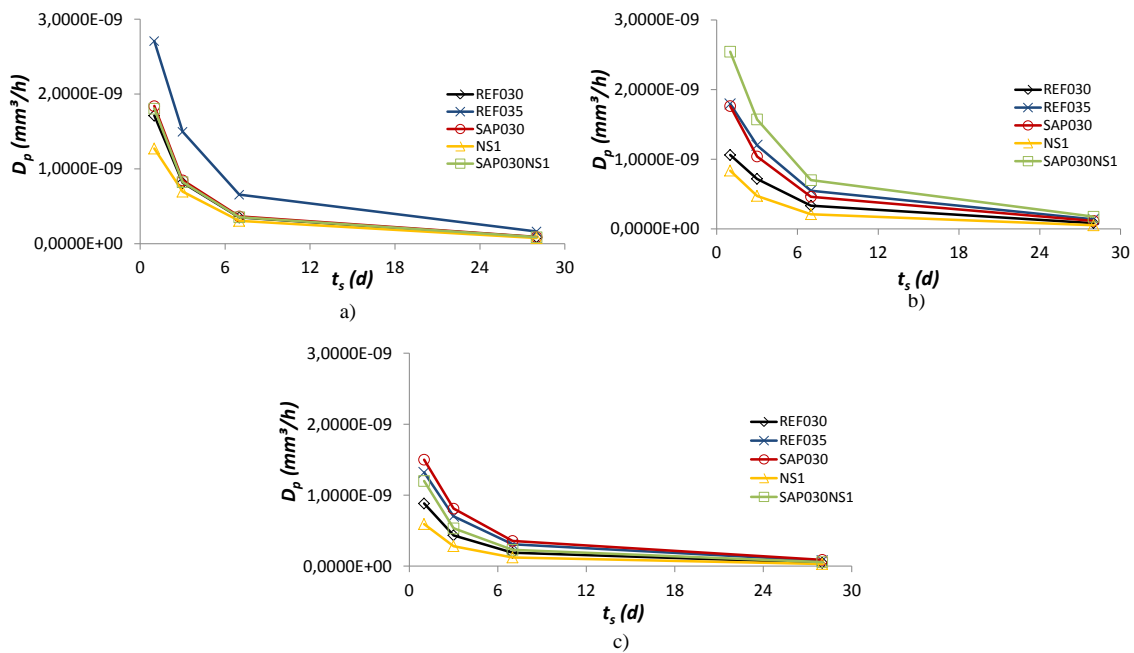 3,0000E-09
2,0000E-09
1,0000E-09
0,0000E+00
D_p (mm³/h)
0 6 12 18 24 30
t_s (d)
REF030
REF035
SAP030
NS1
SAP030NS1
a)
3,0000E-09
2,0000E-09
1,0000E-09
0,0000E+00
D_p (mm³/h)
0 6 12 18 24 30
t_s (d)
REF030
REF035
SAP030
NS1
SAP030NS1
b)
3,0000E-09
2,0000E-09
1,0000E-09
0,0000E+00
D_p (mm³/h)
0 6 12 18 24 30
t_s (d)
REF030
REF035
SAP030
NS1
SAP030NS1
c)